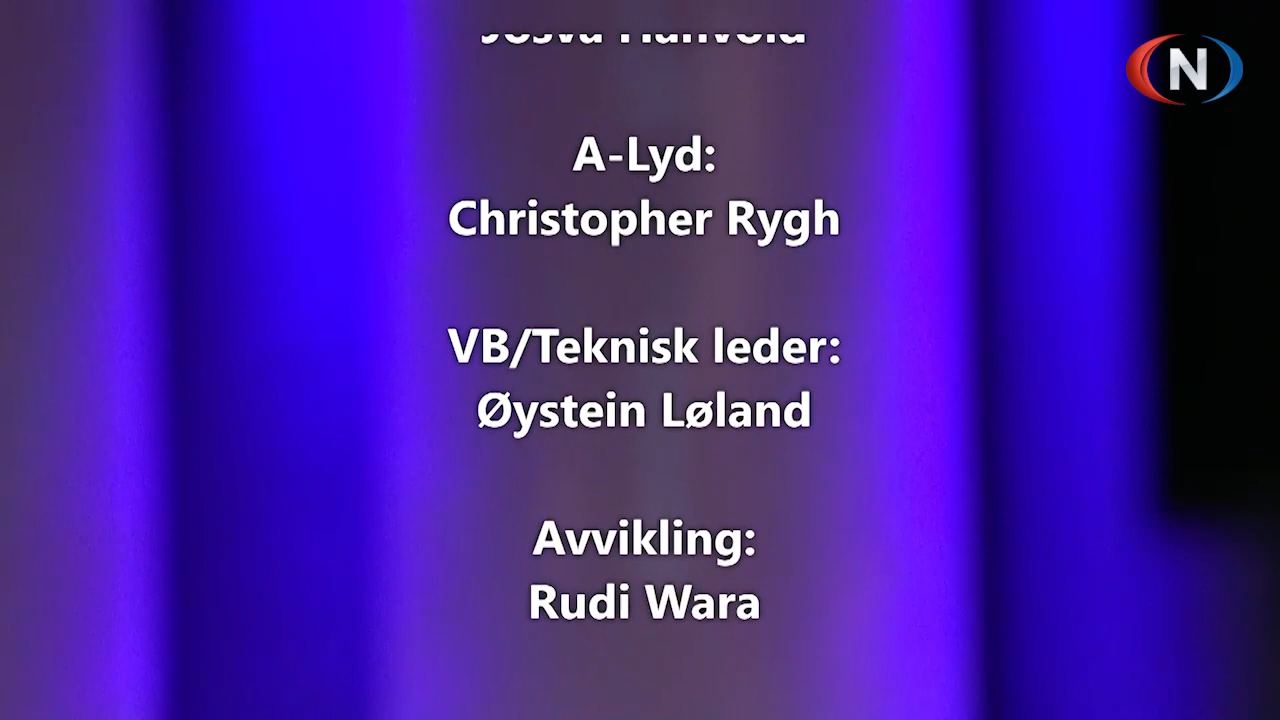 N
A-Lyd:
Christopher Rygh
VB/Teknisk leder:
Øystein Løland
Avvikling:
Rudi Wara